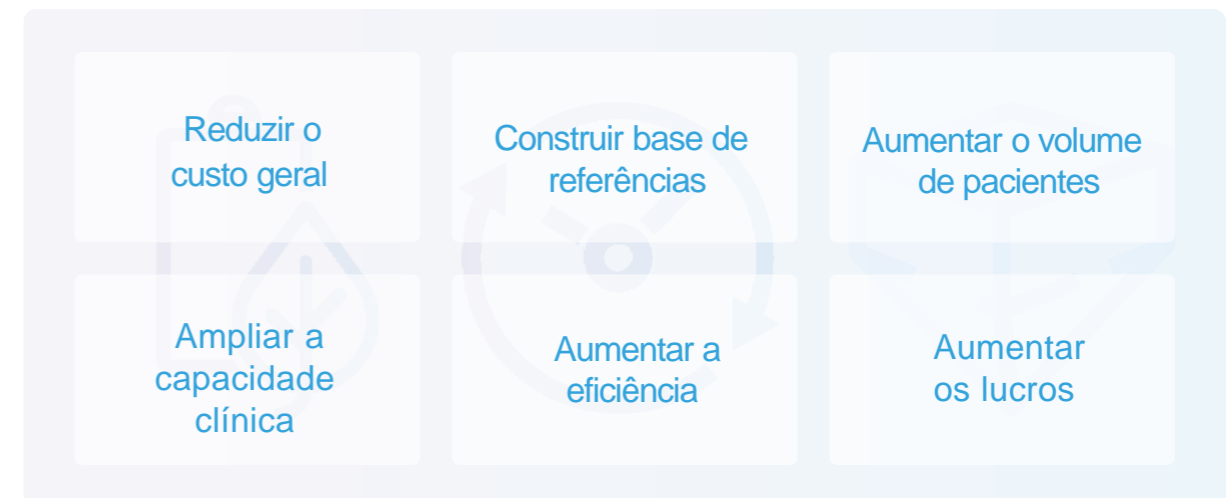 Reduzir o
custo geral
Construir base de
referências
Aumentar o volume
de pacientes
Ampliar a
capacidade
clínica
Aumentar a
eficiência
Aumentar
os lucros